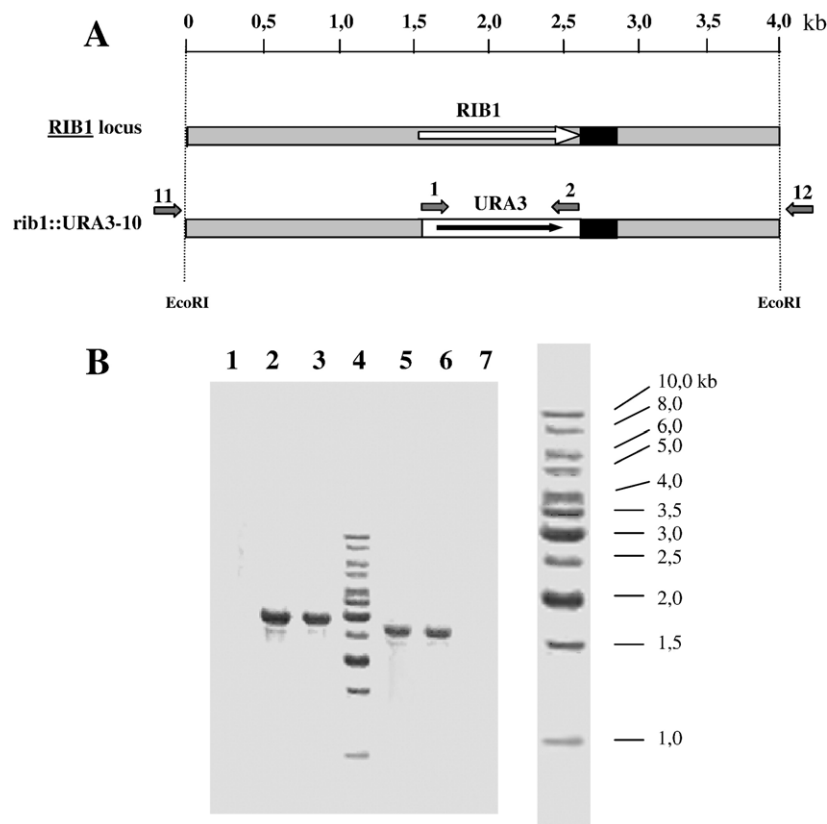 A
0 0,5 1,0 1,5 2,0 2,5 3,0 3,5 4,0 kb
RIB1
RIB1 locus
11 1 URA3 2 12
rib1::URA3-10
EcoRI EcoRI
B
1 2 3 4 5 6 7
10,0 kb
8,0
6,0
5,0
4,0
3,5
3,0
2,5
2,0
1,5
1,0